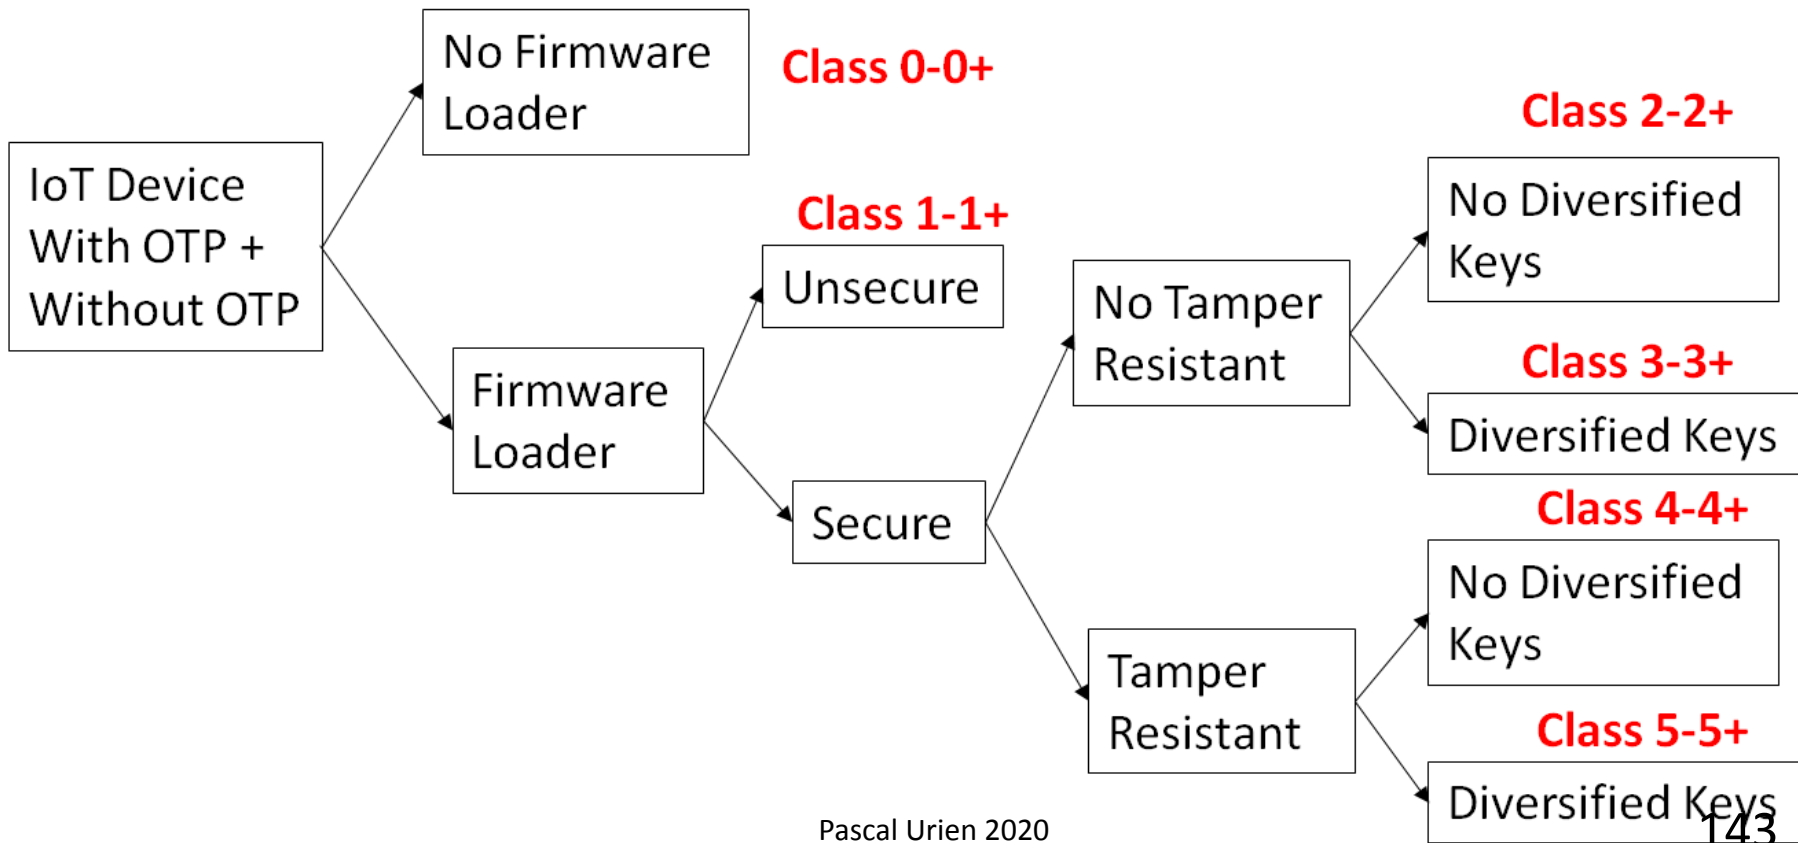 No Firmware
Loader
Class 0-0+
IoT Device
With OTP +
Without OTP
Class 1-1+
Unsecure
Firmware
Loader
Secure
No Tamper
Resistant
Class 2-2+
No Diversified
Keys
Class 3-3+
Diversified Keys
Tamper
Resistant
Class 4-4+
No Diversified
Keys
Class 5-5+
Diversified Keys
Pascal Urien 2020
143